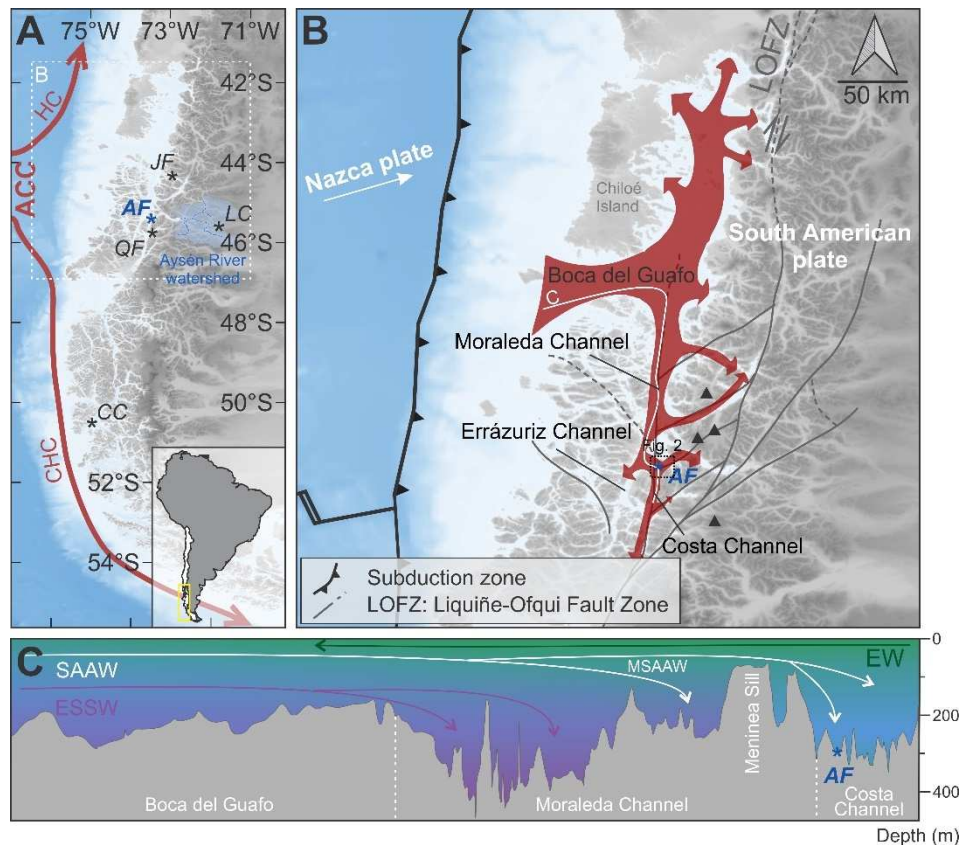 A
75°W 73°W 71°W
B
42°S
HC
JF
44°S
ACC
AF
LC
QF
46°S
Aysén River
watershed
48°S
CC
50°S
CHC
52°S
54°S
B
LOFZ
50 km
Nazca plate
Chiloé
Island
South American
plate
Boca del Guafo
C
Moraleda Channel
Errázuriz Channel
Fig. 2
AF
Costa Channel
Subduction zone
LOFZ: Liquiñe-Ofqui Fault Zone
C
SAAW
ESSW
MSAAW
EW
0
200
400
Meninea Sill
AF
Boca del Guafo
Moraleda Channel
Costa
Channel
Depth (m)